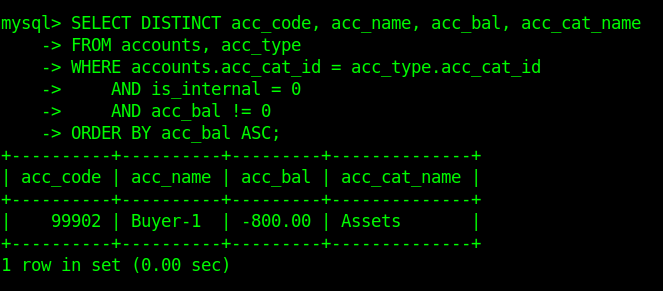 mysql> SELECT DISTINCT acc_code, acc_name, acc_bal, acc_cat_name
    -> FROM accounts, acc_type
    -> WHERE accounts.acc_cat_id = acc_type.acc_cat_id
    ->     AND is_internal = 0
    ->     AND acc_bal != 0
    -> ORDER BY acc_bal ASC;
+----------+----------+---------+--------------+
| acc_code | acc_name | acc_bal | acc_cat_name |
+----------+----------+---------+--------------+
|    99902 | Buyer-1  | -800.00 | Assets       |
+----------+----------+---------+--------------+
1 row in set (0.00 sec)